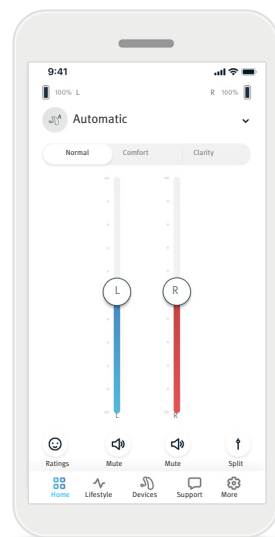 9:41
100% L R 100%
A Automatic
Normal Comfort Clarity
L R
L R
Ratings Mute Mute Split
Home Lifestyle Devices Support More